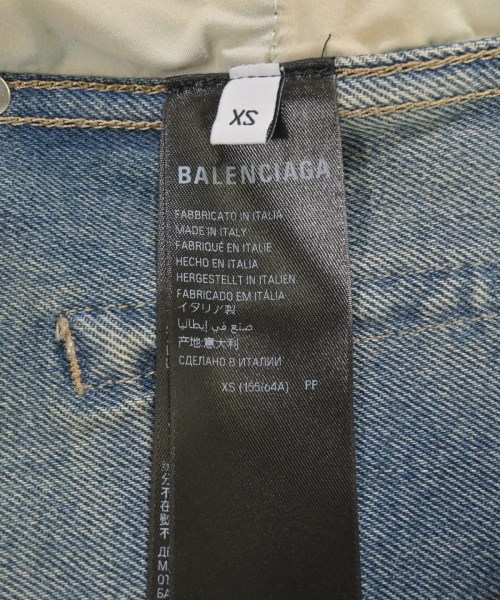 XS
BALENCIAGA
FABBRICATO IN ITALIA
MADE IN ITALY
FABRIQUÉ EN ITALIE
HECHO EN ITALIA
HERGESTELLT IN ITALIEN
FABRICADO EM ITÁLIA
イタリア製
صنع في إيطاليا
产地:意大利
СДЕЛАНО В ИТАЛИИ
XS (155/64A) PP